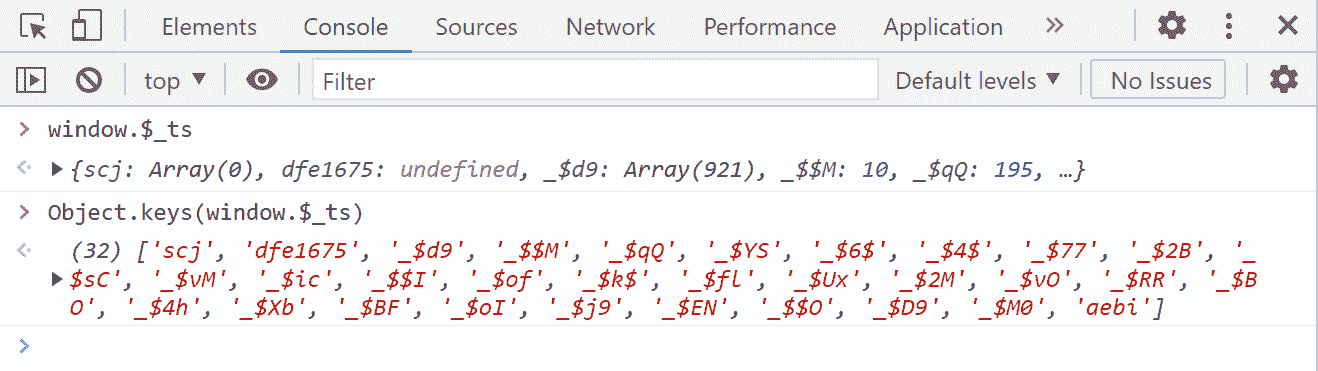 Elements Console Sources Network Performance Application
top Filter Default levels No Issues
window.$_ts
{scj: Array(0), dfe1675: undefined, _$d9: Array(921), _$$M: 10, _$qQ: 195, …}
Object.keys(window.$_ts)
(32) ['scj', 'dfe1675', '_$d9', '_$$M', '_$qQ', '_$YS', '_$6$', '_$4$', '_$77', '_$2B', '_
$sC', '_$vM', '_$ic', '_$$I', '_$of', '_$k$', '_$fl', '_$Ux', '_$2M', '_$vO', '_$RR', '_$B
O', '_$4h', '_$Xb', '_$BF', '_$oI', '_$j9', '_$EN', '_$$O', '_$D9', '_$M0', 'aebi']